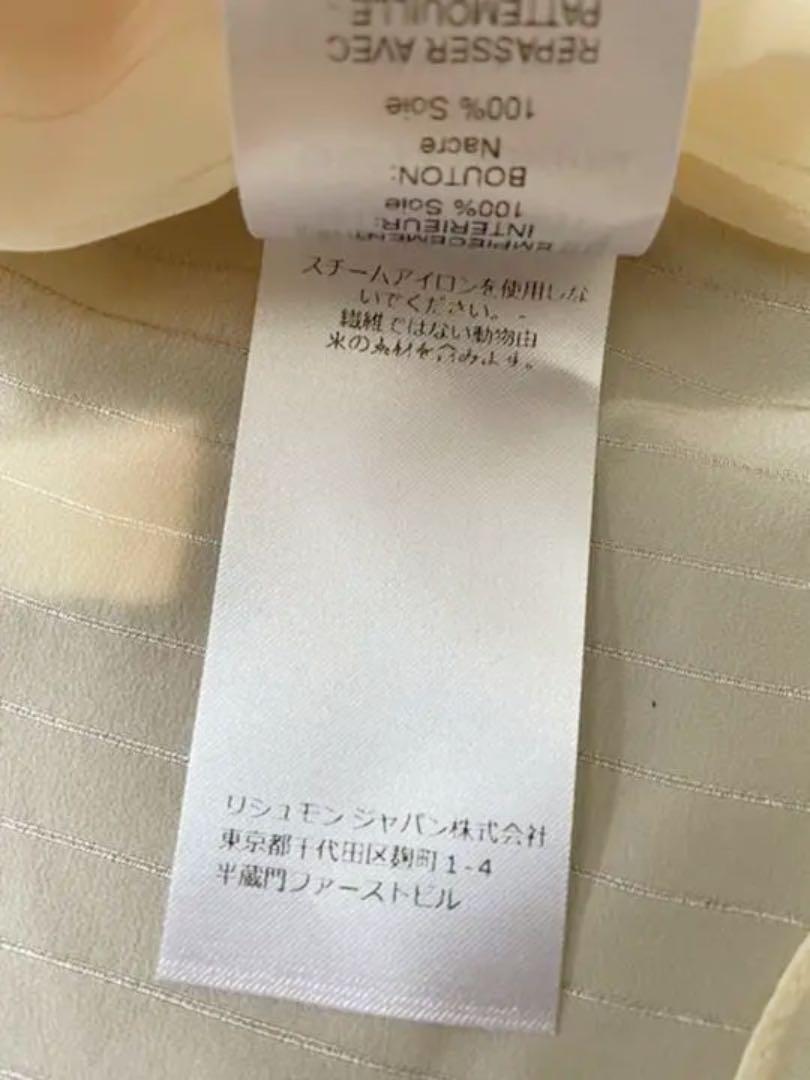 EMPIECEMENT
INTERIEUR:
100% Soie
BOUTON:
Nacre
100% Soie
REPASSER AVEC
PATTEMOUILLE -
スチームアイロンを使用しな
いでください。-
繊維ではない動物由
来の素材を含みます。
リシュモン ジャパン株式会社
東京都千代田区麹町 1-4
半蔵門ファーストビル